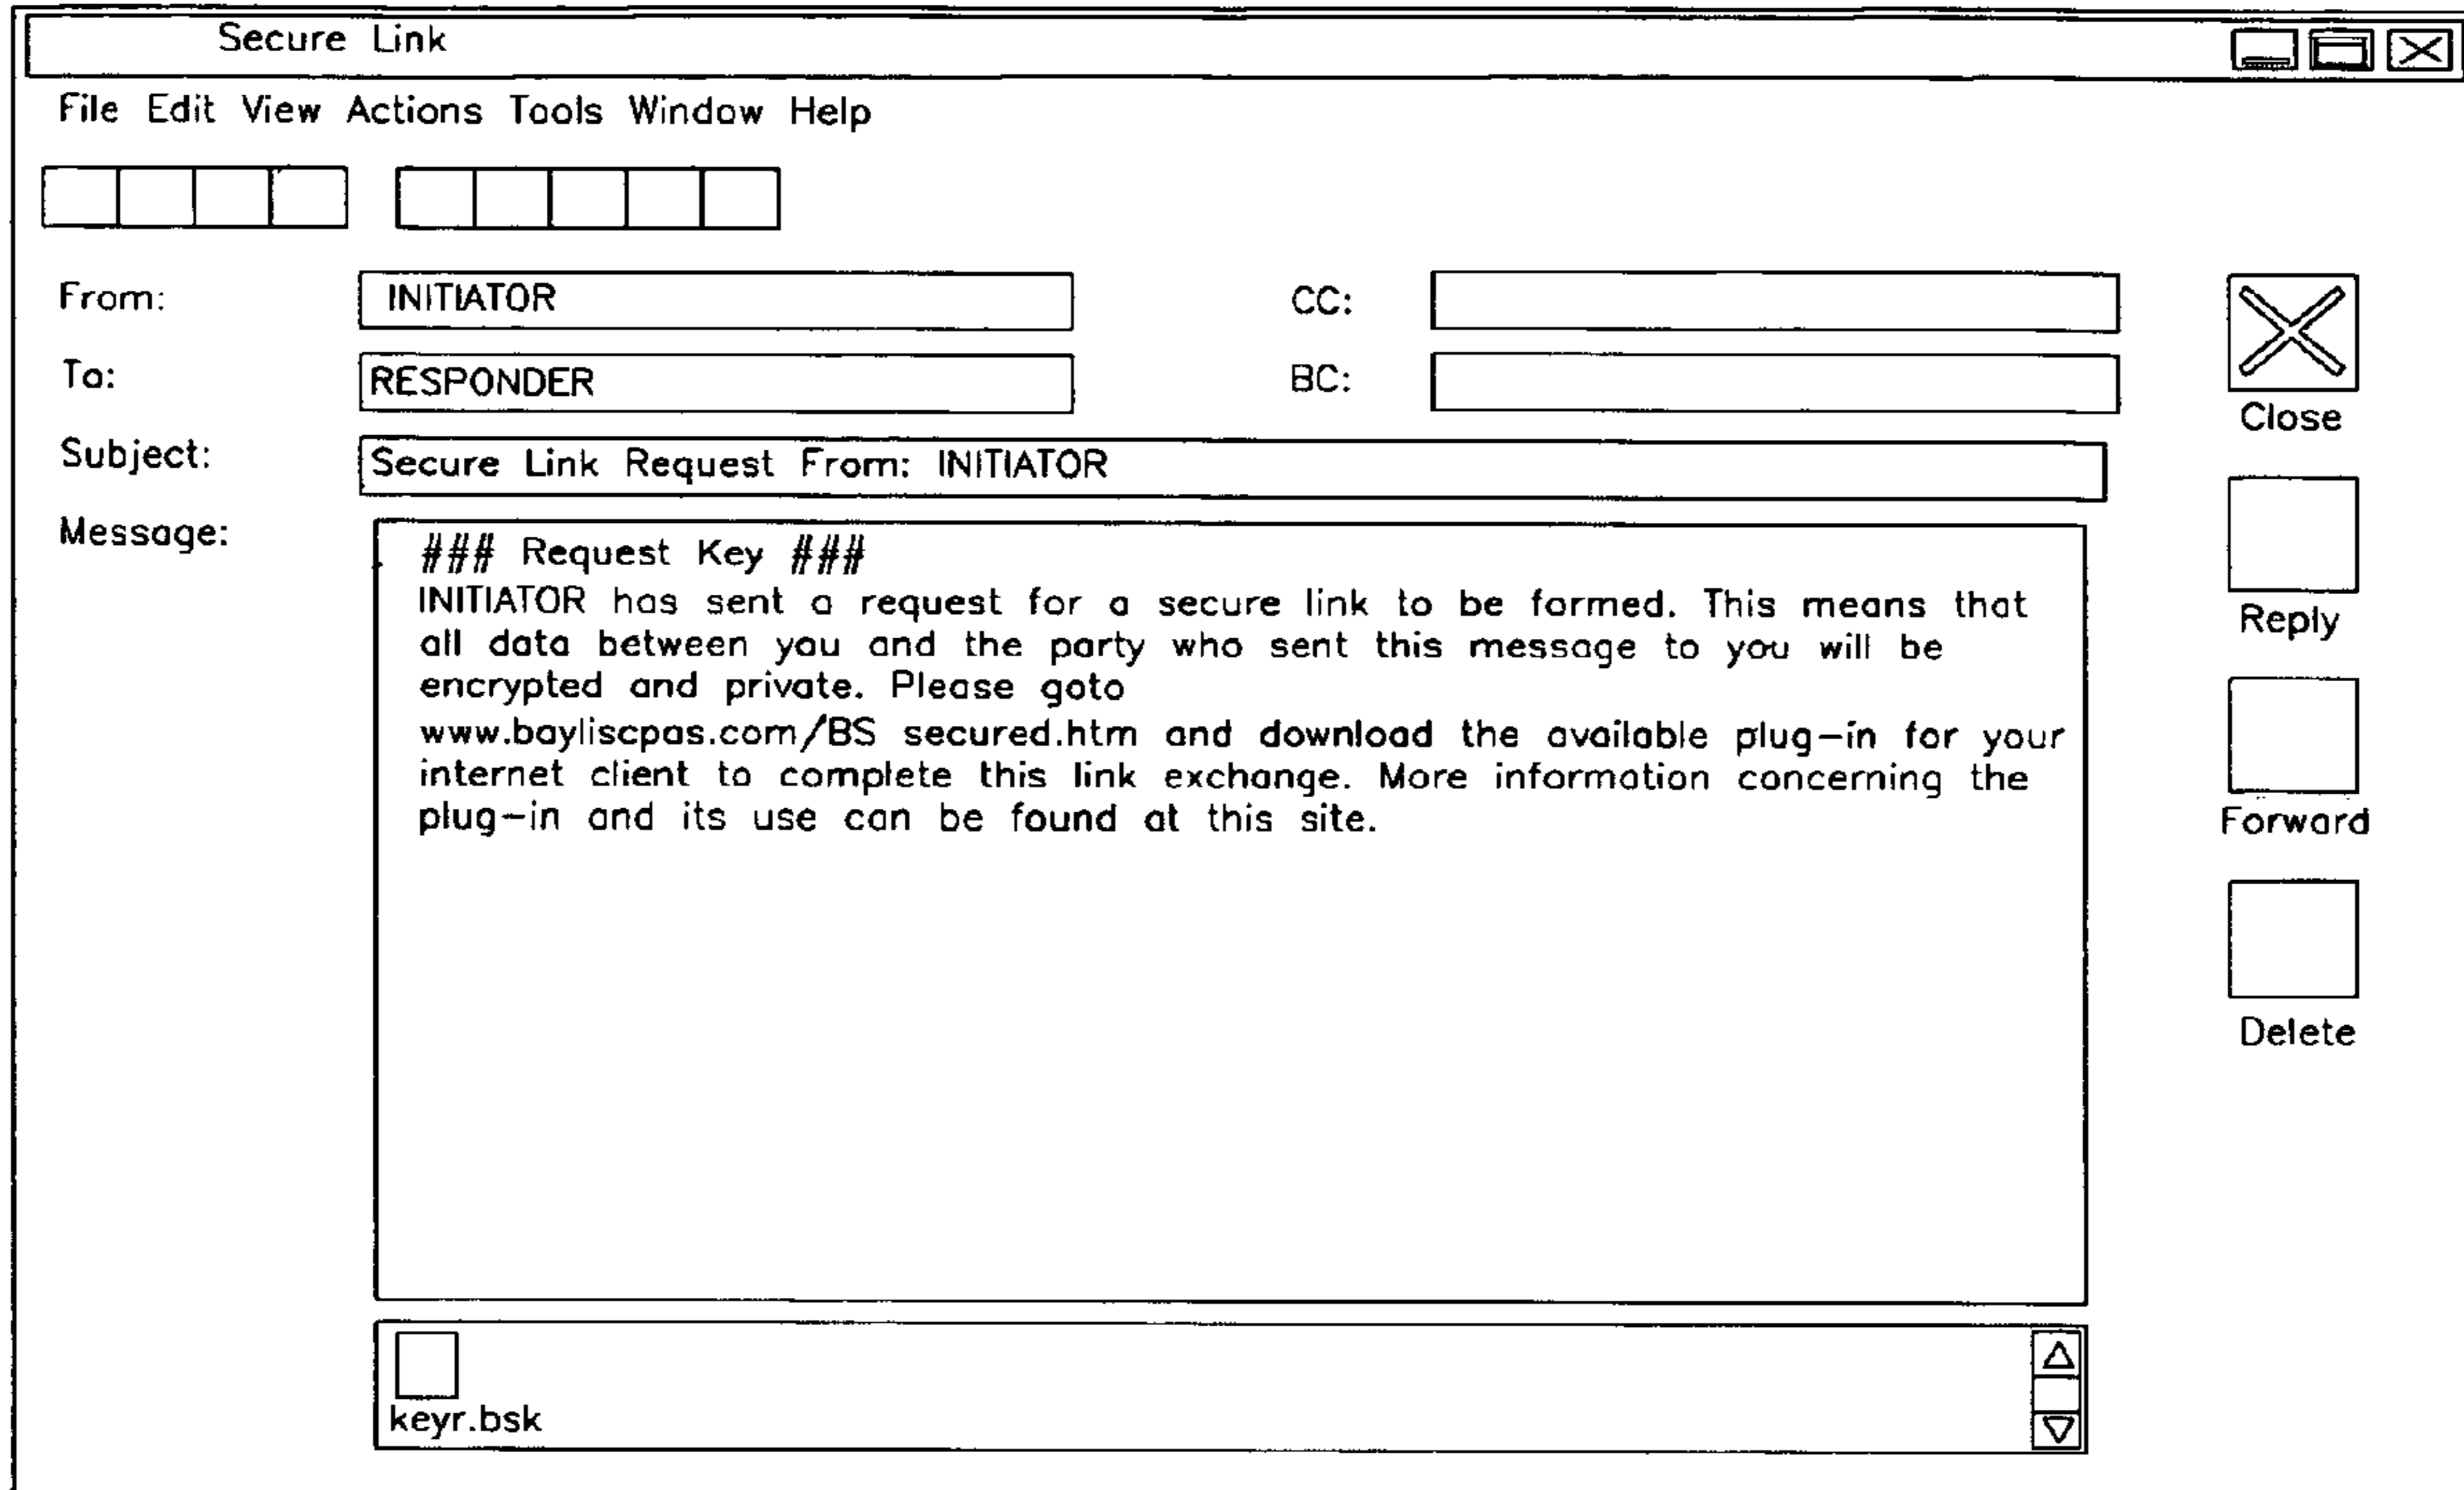 Secure Link
File Edit View Actions Tools Window Help
From: INITIATOR CC:
To: RESPONDER BC:
Close
Subject: Secure Link Request From: INITIATOR
Message:
### Request Key ###
INITIATOR has sent a request for a secure link to be formed. This means that
all data between you and the party who sent this message to you will be
encrypted and private. Please goto
www.bayliscpas.com/BS secured.htm and download the available plug-in for your
internet client to complete this link exchange. More information concerning the
plug-in and its use can be found at this site.
Reply
Forward
Delete
keyr.bsk